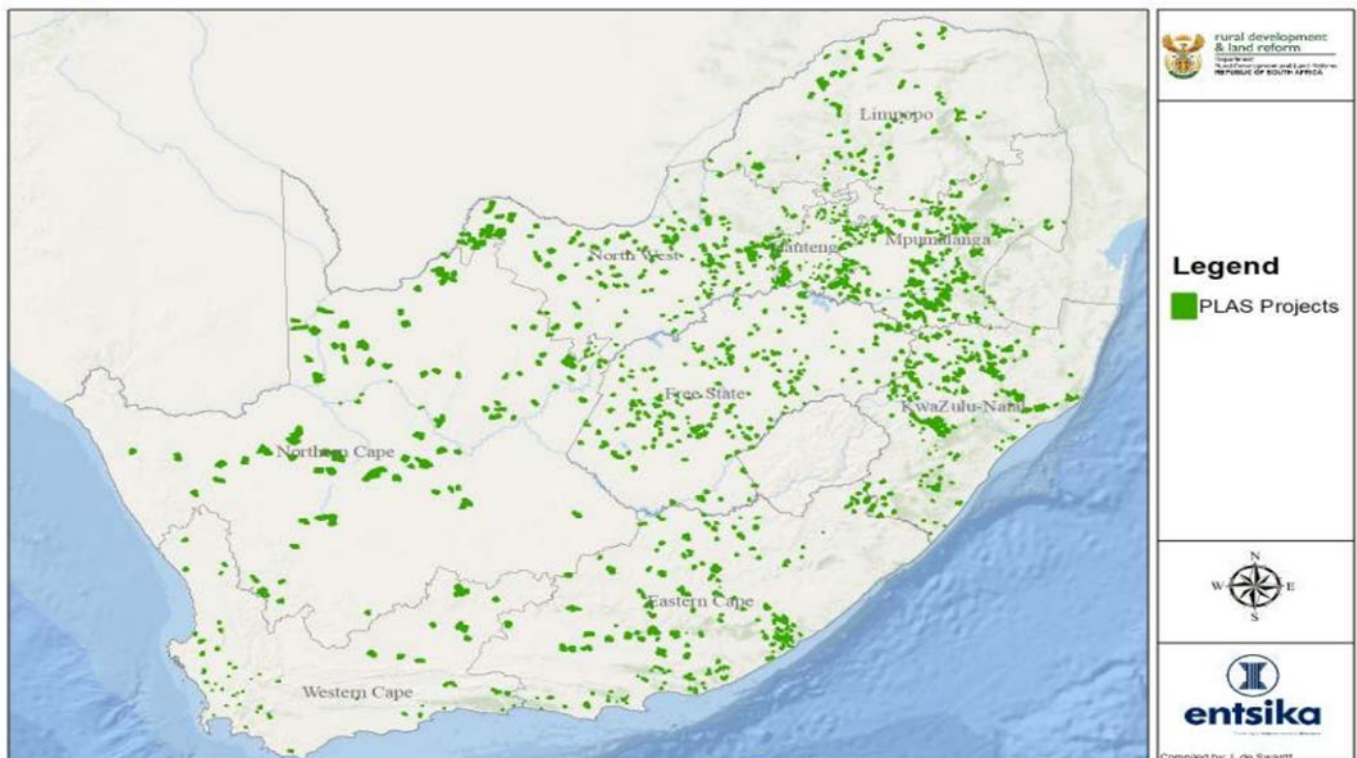 rural development
& land reform
Department:
Rural Development and Land Reform
REPUBLIC OF SOUTH AFRICA
Limpopo
North West
Mpumalanga
Free State
KwaZulu-Natal
Northern Cape
Eastern Cape
Western Cape
Legend
PLAS Projects
N
W E
S
entsika
Compiled by: J. de